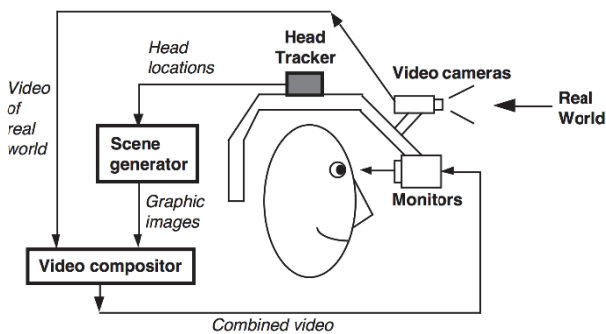 Head
Tracker
Head
locations
Video cameras
Video
of
real
world
Real
World
Scene
generator
Monitors
Graphic
images
Video compositor
Combined video